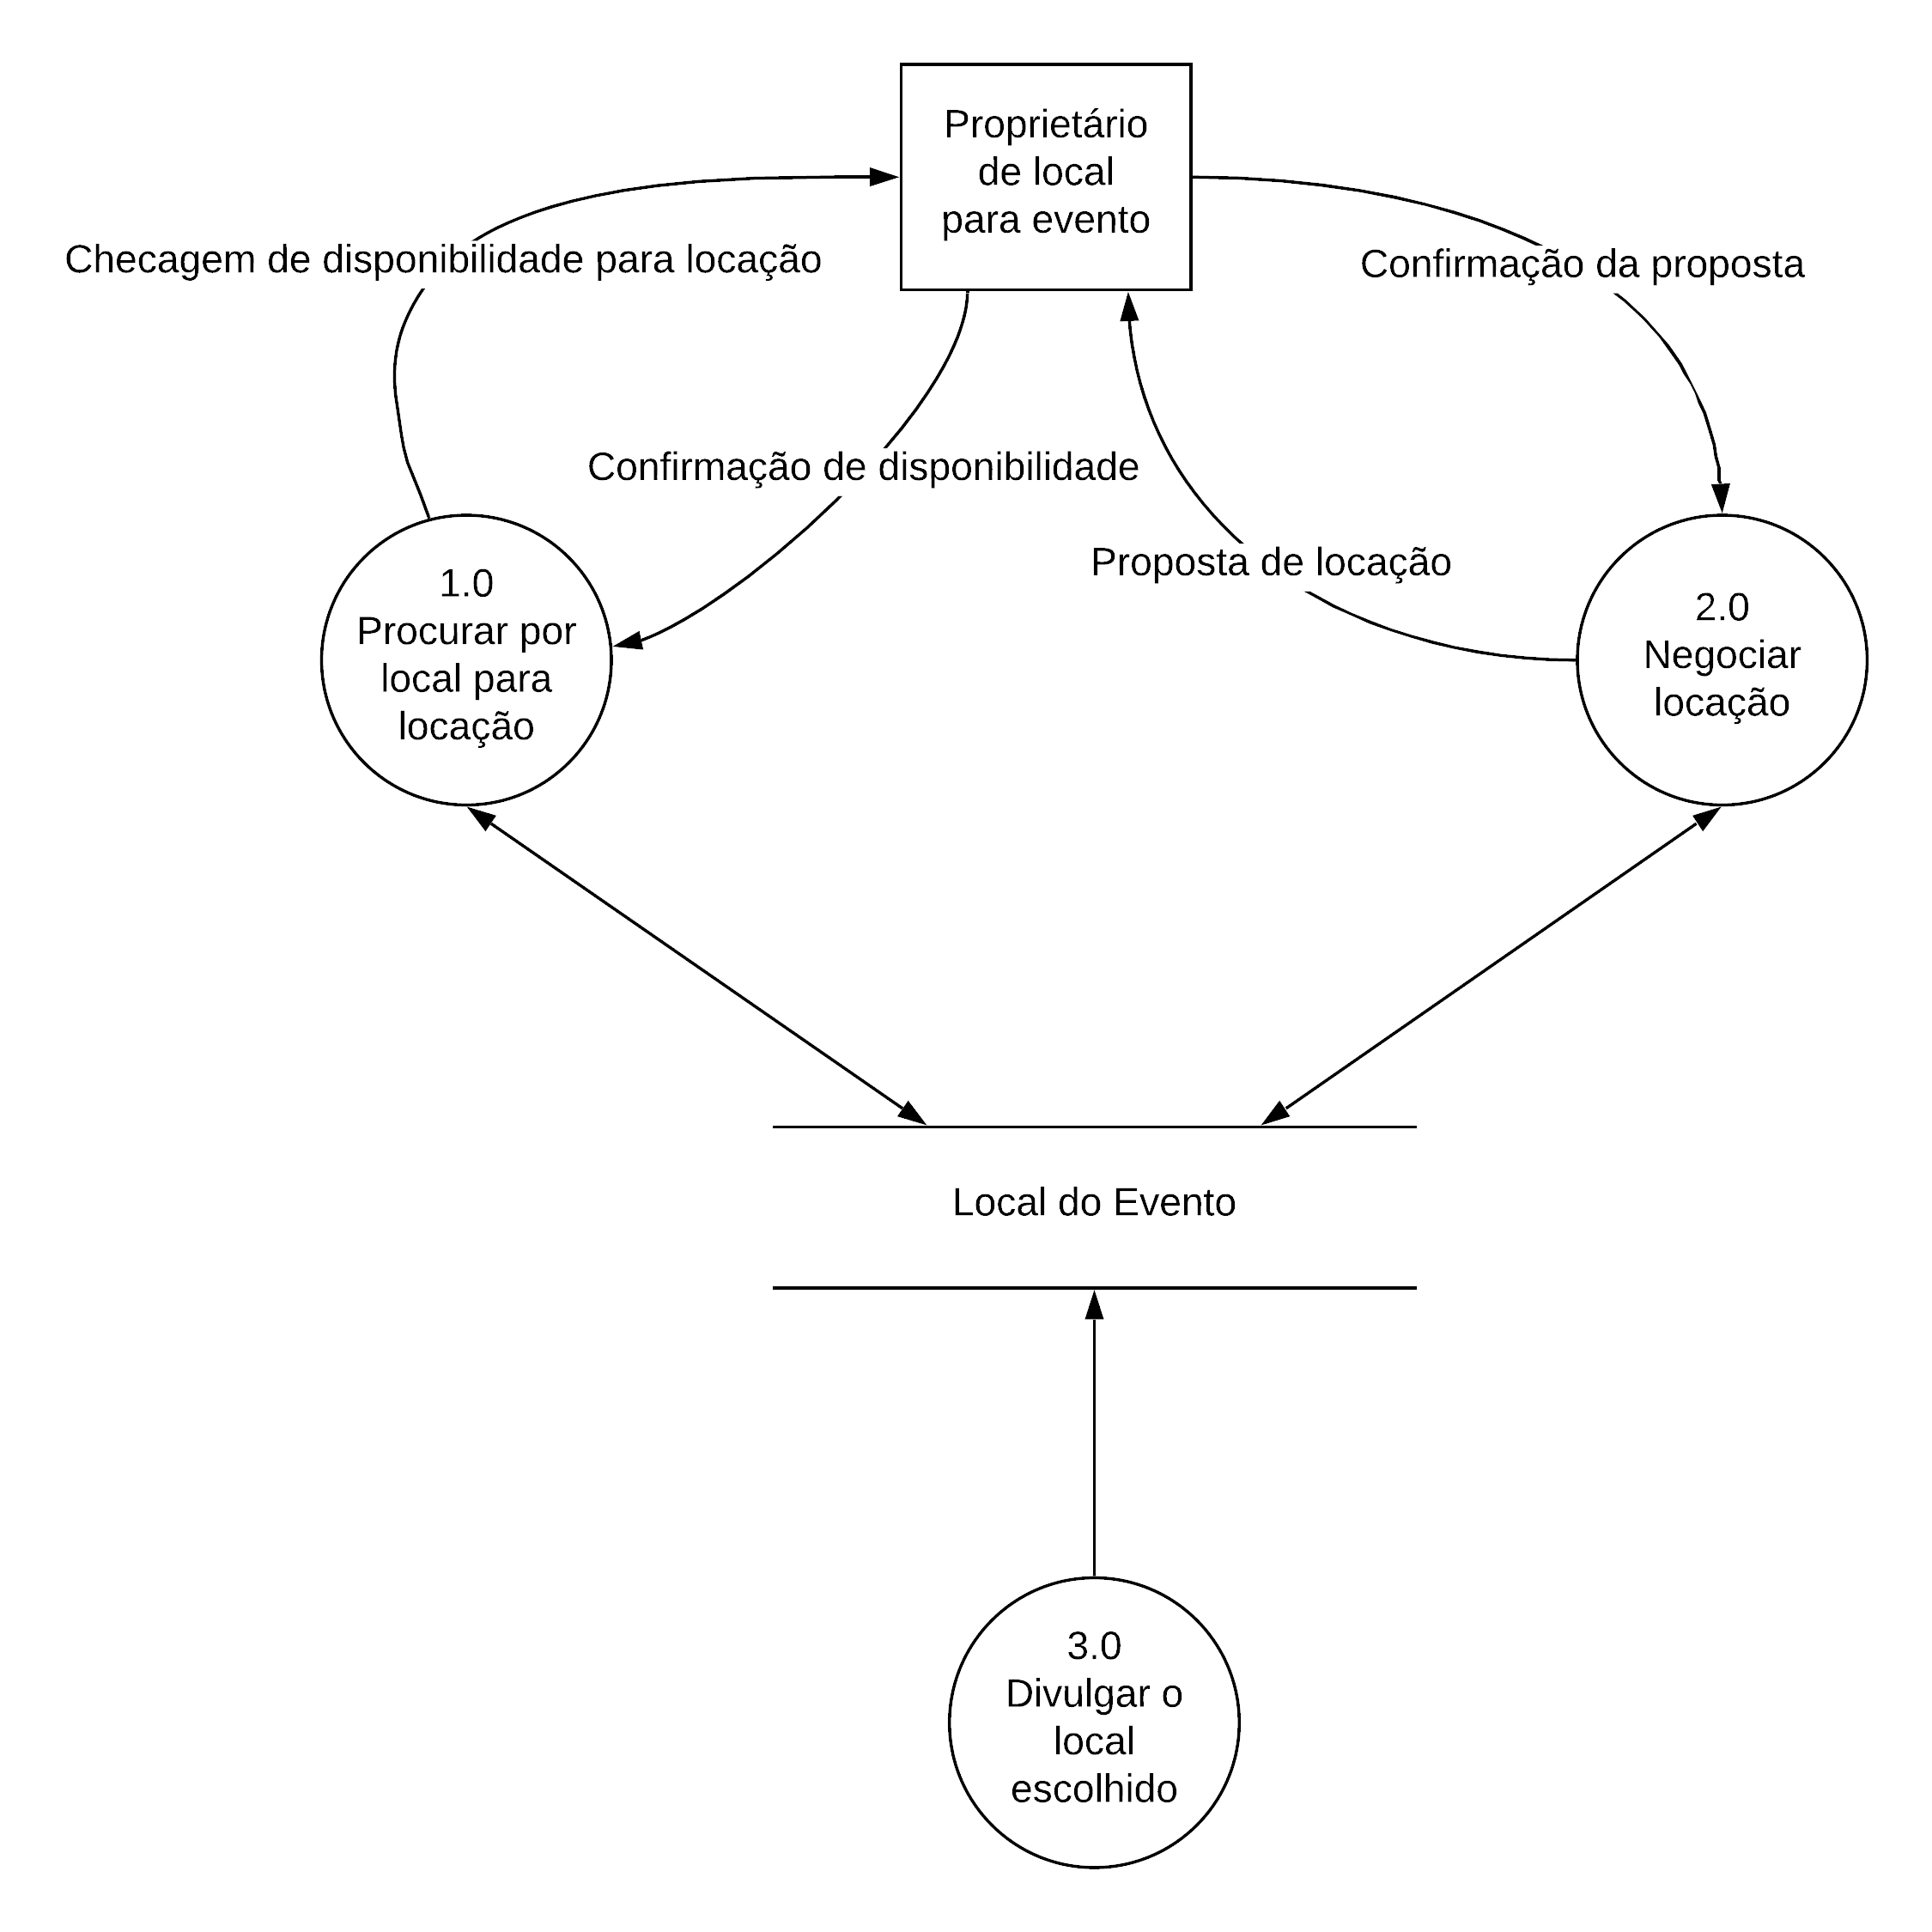 Proprietário
de local
para evento
Checagem de disponibilidade para locação
Confirmação da proposta
Confirmação de disponibilidade
Proposta de locação
1.0
Procurar por
local para
locação
2.0
Negociar
locação
Local do Evento
3.0
Divulgar o
local
escolhido